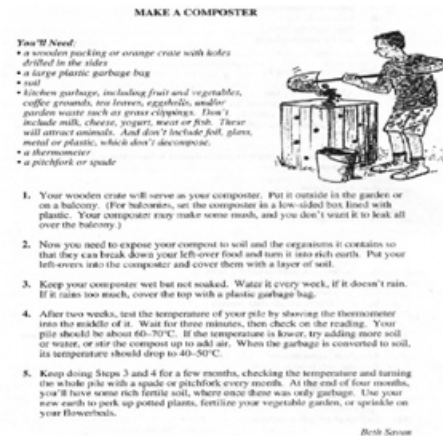 MAKE A COMPOSTER
You'll Need:
• a wooden packing or orange crate with holes
drilled in the sides
• a large plastic garbage bag
• soil
• kitchen garbage, including fruit and vegetables,
coffee grounds, tea leaves, eggshells, and/or
garden waste such as grass clippings. Don't
include milk, cheese, yogurt, meat or fish. These
will attract animals. And don't include foil, glass,
metal or plastic, which don't decompose.
• a thermometer
• a pitchfork or spade
1. Your wooden crate will serve as your composter. Put it outside in the garden or
on a balcony. (For balconies, set the composter in a low-sided box lined with
plastic. Your composter may make some mush, and you don't want it to leak all
over the balcony.)
2. Now you need to expose your compost to soil and the organisms it contains so
that they can break down your left-over food and turn it into rich earth. Put your
left-overs into the composter and cover them with a layer of soil.
3. Keep your composter wet but not soaked. Water it every week, if it doesn't rain.
If it rains too much, cover the top with a plastic garbage bag.
4. After two weeks, test the temperature of your pile by shoving the thermometer
into the middle of it. Wait for three minutes, then check on the reading. Your
pile should be about 60-70°C. If the temperature is lower, try adding more soil
or water, or stir the compost up to add air. When the garbage is converted to soil,
its temperature should drop to 40-50°C.
5. Keep doing Steps 3 and 4 for a few months, checking the temperature and turning
the whole pile with a spade or pitchfork every month. At the end of four months,
you'll have some rich fertile soil, where once there was only garbage. Use your
new earth to perk up potted plants, fertilize your vegetable garden, or sprinkle on
your flowerbeds.
Beth Savan